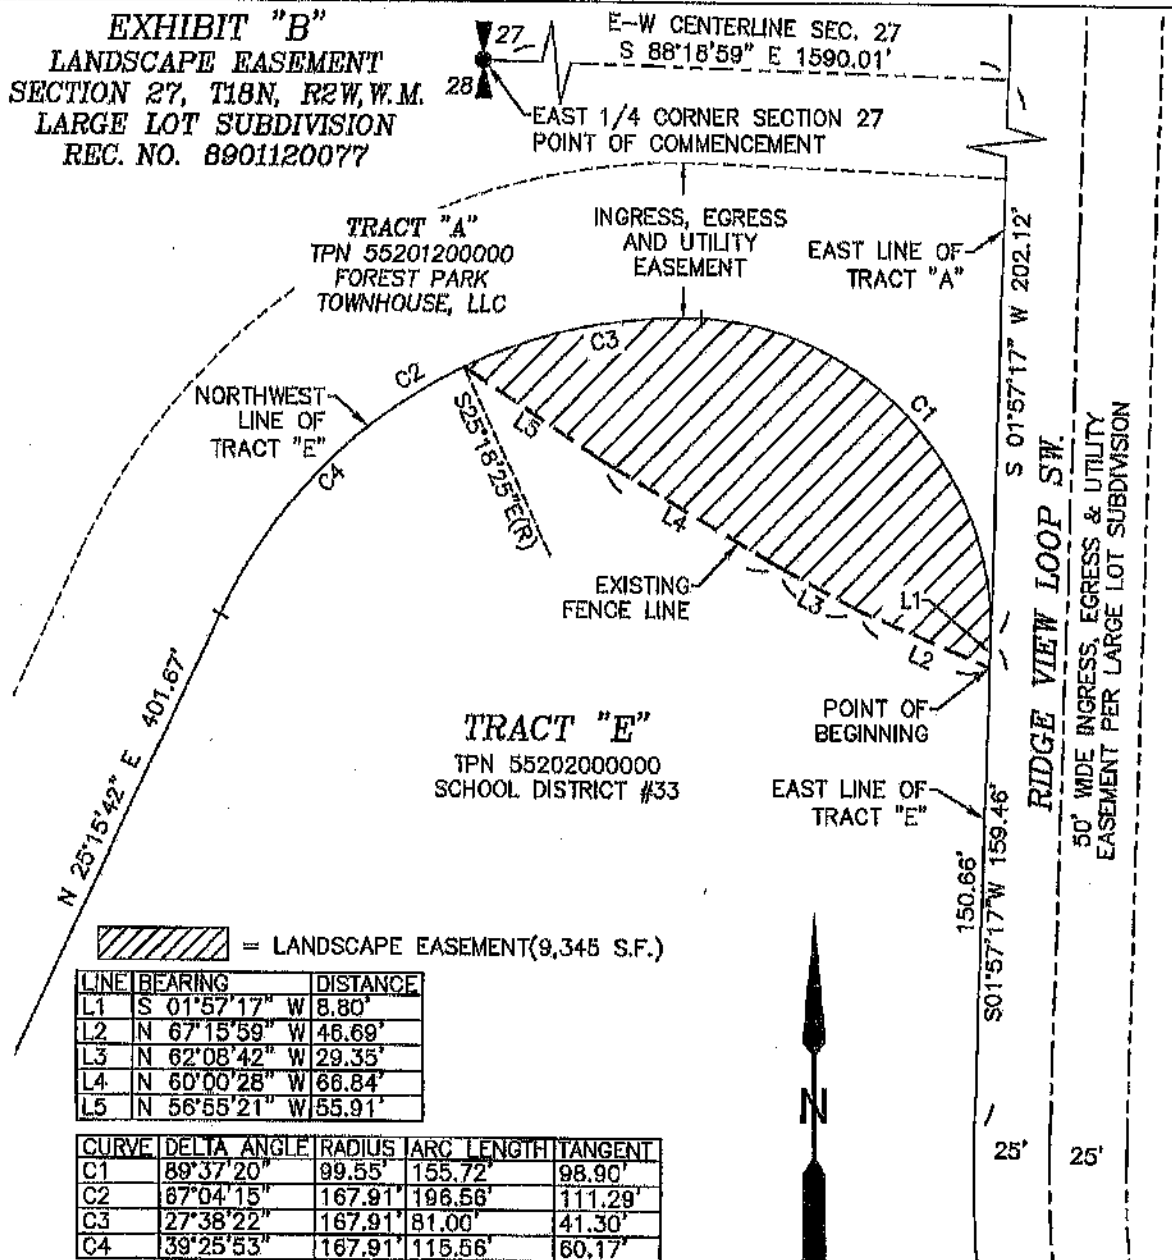 EXHIBIT "B"
LANDSCAPE EASEMENT
SECTION 27, T18N, R2W, W.M.
LARGE LOT SUBDIVISION
REC. NO. 8901120077
27
28
E-W CENTERLINE SEC. 27
S 88°18'59" E 1590.01'
EAST 1/4 CORNER SECTION 27
POINT OF COMMENCEMENT
TRACT "A"
TPN 55201200000
FOREST PARK
TOWNHOUSE, LLC
INGRESS, EGRESS
AND UTILITY
EASEMENT
EAST LINE OF
TRACT "A"
S 01°57'17" W 202.12'
C3
C2
C1
NORTHWEST
LINE OF
TRACT "E"
C4
L5
S25°18'25"E(R)
L4
EXISTING
FENCE LINE
L3
L1
L2
POINT OF
BEGINNING
RIDGE VIEW LOOP SW.
50' WIDE INGRESS, EGRESS & UTILITY
EASEMENT PER LARGE LOT SUBDIVISION
N 25°15'42" E 401.67'
TRACT "E"
TPN 55202000000
SCHOOL DISTRICT #33
EAST LINE OF
TRACT "E"
150.66'
S01°57'17"W 159.46'
= LANDSCAPE EASEMENT(9,345 S.F.)
LINE BEARING DISTANCE
L1 S 01°57'17" W 8.80'
L2 N 67°15'59" W 46.69'
L3 N 62°08'42" W 29.35'
L4 N 60°00'28" W 66.84'
L5 N 56°55'21" W 55.91'
N
25' 25'
CURVE DELTA ANGLE RADIUS ARC LENGTH TANGENT
C1 89°37'20" 99.55' 155.72' 98.90'
C2 67°04'15" 167.91' 196.56' 111.29'
C3 27°38'22" 167.91' 81.00' 41.30'
C4 39°25'53" 167.91' 115.56' 60.17'